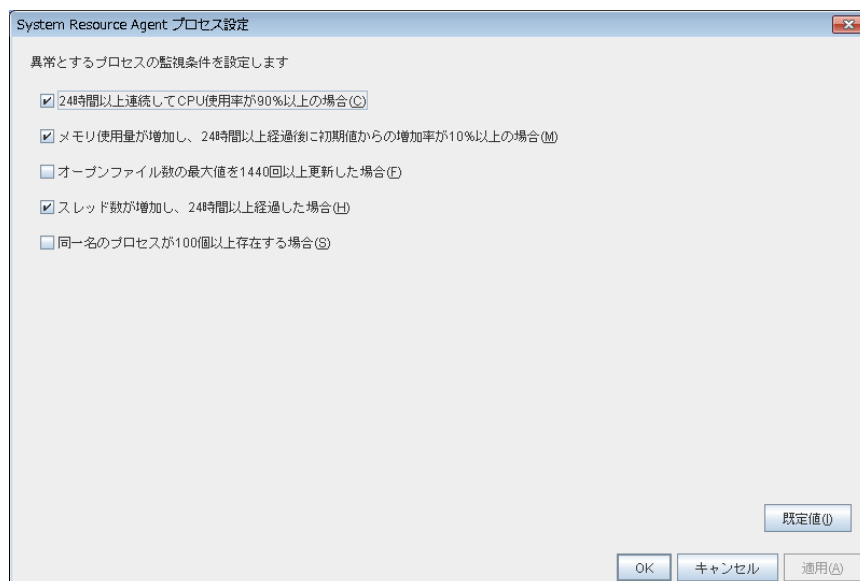 System Resource Agent プロセス設定
異常とするプロセスの監視条件を設定します
24時間以上連続してCPU使用率が90%以上の場合(C)
メモリ使用量が増加し、24時間以上経過後に初期値からの増加率が10%以上の場合(M)
オープンファイル数の最大値を1440回以上更新した場合(F)
スレッド数が増加し、24時間以上経過した場合(H)
同一名のプロセスが100個以上存在する場合(S)
既定値(I)
OK キャンセル 適用(A)